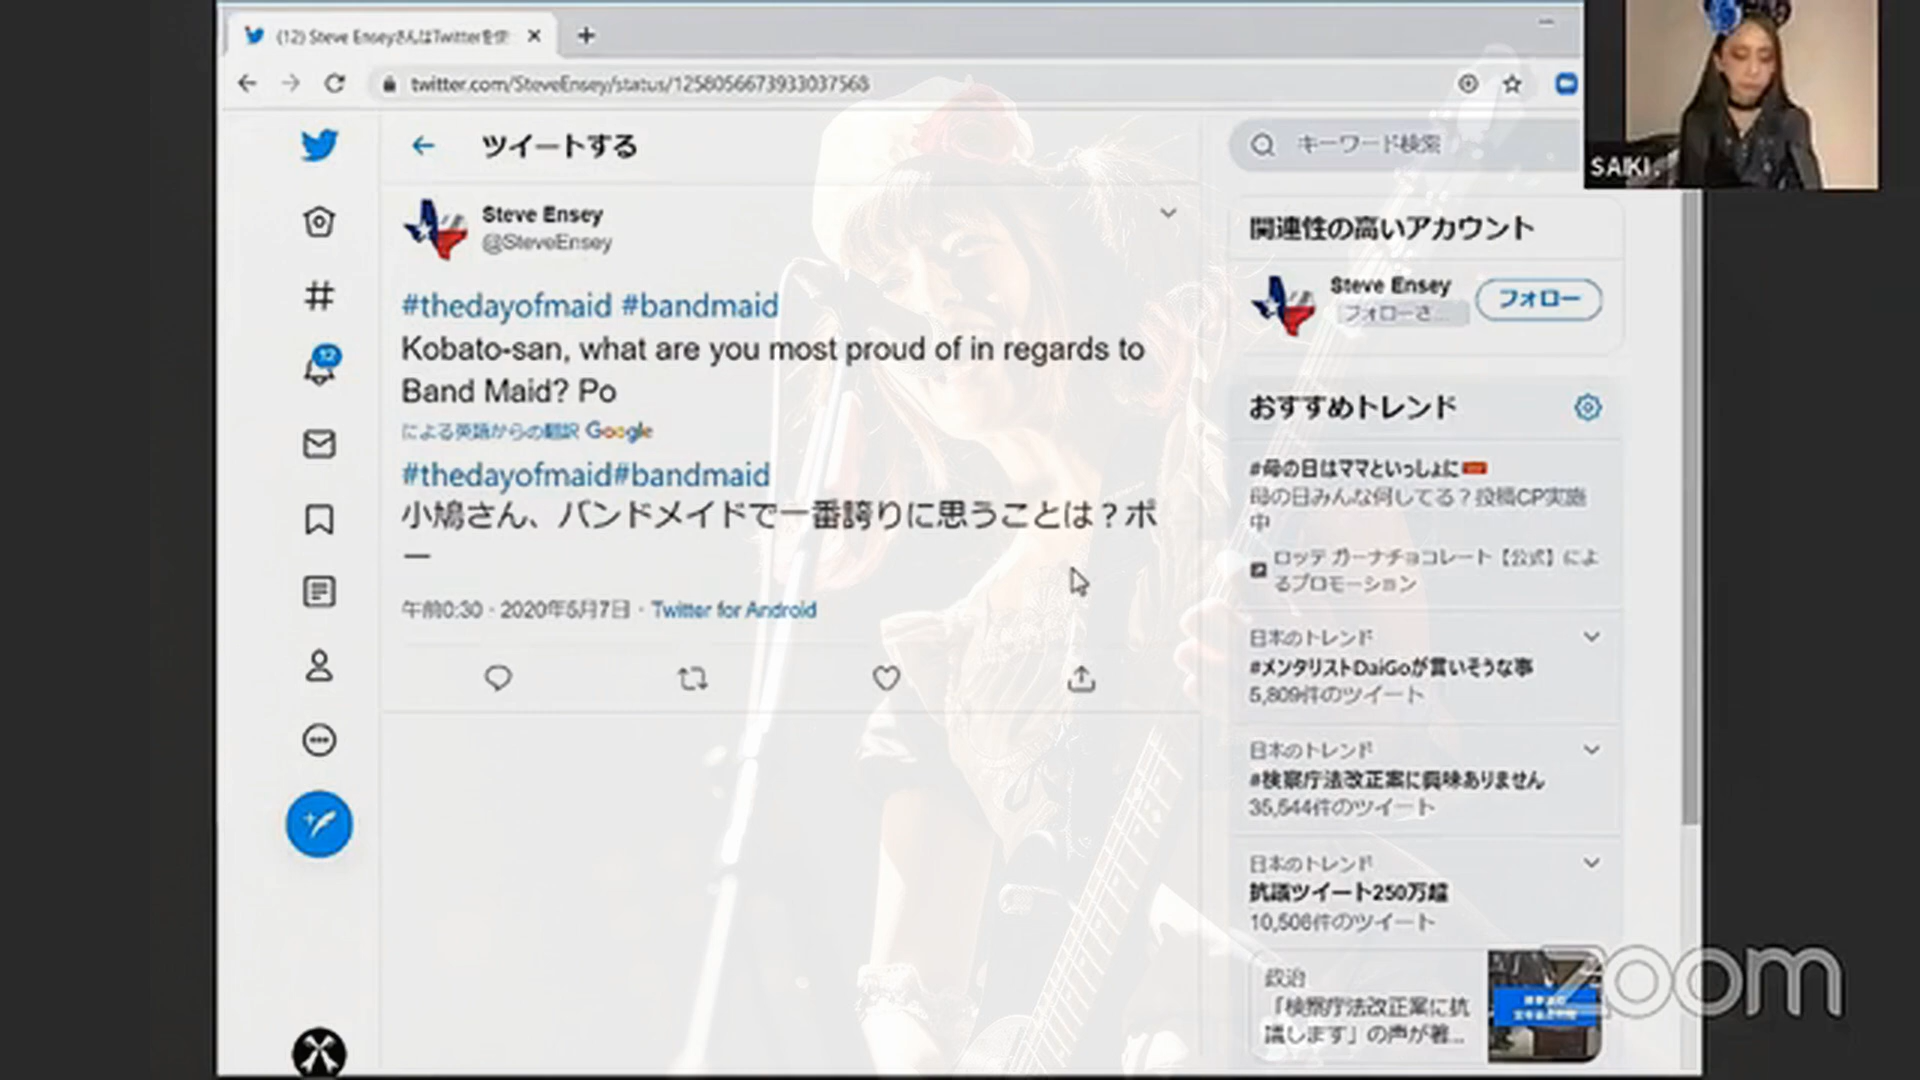 (12) Steve EnseyさんはTwitterを使
twitter.com/SteveEnsey/status/1258056673933037568
SAIKI.
ツイートする
キーワード検索
Steve Ensey
@SteveEnsey
#thedayofmaid #bandmaid
Kobato-san, what are you most proud of in regards to
Band Maid? Po
による英語からの翻訳 Google
#thedayofmaid#bandmaid
小鳩さん、バンドメイドで一番誇りに思うことは？ポ
ー
午前0:30 · 2020年5月7日 · Twitter for Android
12
関連性の高いアカウント
Steve Ensey
フォローさ...
フォロー
おすすめトレンド
#母の日はママといっしょに
母の日みんな何してる？投稿CP実施
中
ロッテ ガーナチョコレート【公式】によ
るプロモーション
日本のトレンド
#メンタリストDaiGoが言いそうな事
5,809件のツイート
日本のトレンド
#検察庁法改正案に興味ありません
35,544件のツイート
日本のトレンド
抗議ツイート250万超
10,506件のツイート
政治
「検察庁法改正案に抗
議します」の声が著...
zoom